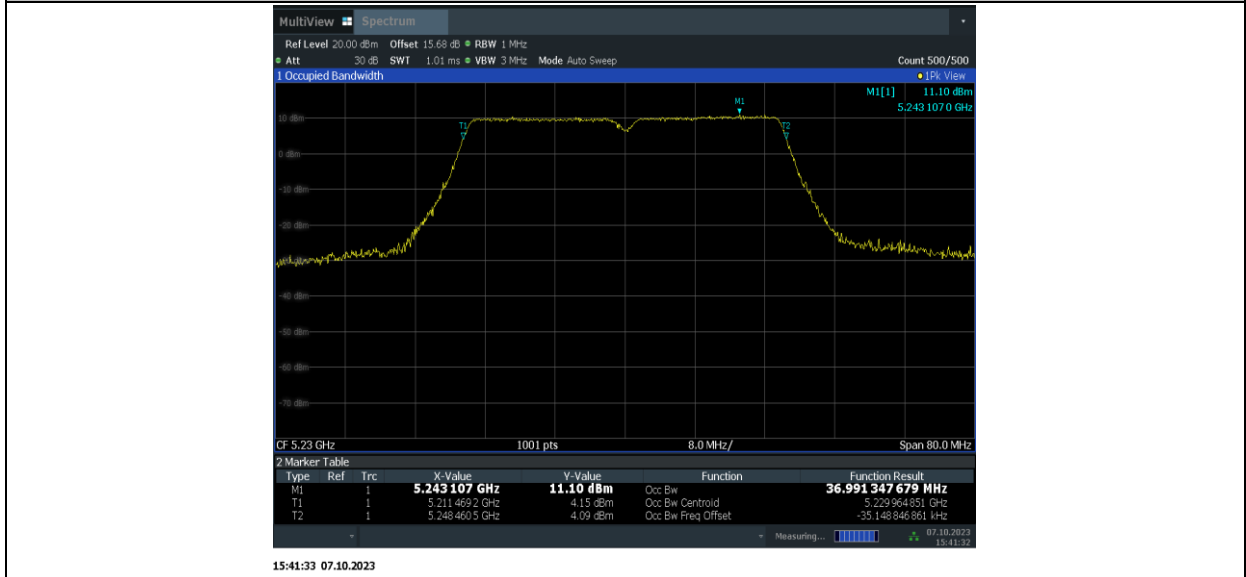 MultiView Spectrum
Ref Level 20.00 dBm Offset 15.68 dB RBW 1 MHz
Att 30 dB SWT 1.01 ms VBW 3 MHz Mode Auto Sweep Count 500/500
1 Occupied Bandwidth 1Pk View
M1[1] 11.10 dBm
5.243 107 0 GHz
M1
10 dBm
T1
T2
0 dBm
-10 dBm
-20 dBm
-40 dBm
-50 dBm
-60 dBm
-70 dBm
CF 5.23 GHz 1001 pts 8.0 MHz/ Span 80.0 MHz
2 Marker Table
Type Ref Trc X-Value Y-Value Function Function Result
M1 1 5.243 107 GHz 11.10 dBm Occ Bw 36.991 347 679 MHz
T1 1 5.211 469 2 GHz 4.15 dBm Occ Bw Centroid 5.229 964 851 GHz
T2 1 5.248 460 5 GHz 4.09 dBm Occ Bw Freq Offset -35.148 846 861 kHz
Measuring... 07.10.2023
15:41:32
15:41:33 07.10.2023